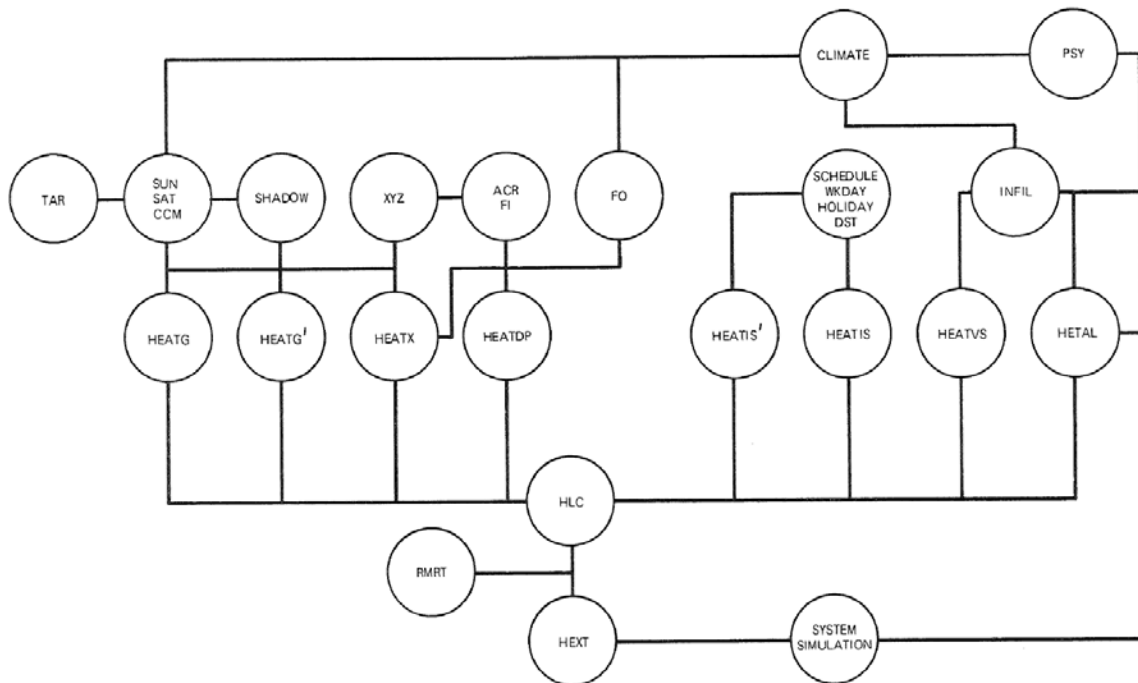 CLIMATE
PSY
TAR
SUN
SAT
CCM
SHADOW
XYZ
ACR
FI
FO
SCHEDULE
WKDAY
HOLIDAY
DST
INFIL
HEATG
HEATG'
HEATX
HEATDP
HEATIS'
HEATIS
HEATVS
HETAL
HLC
RMRT
HEXT
SYSTEM
SIMULATION